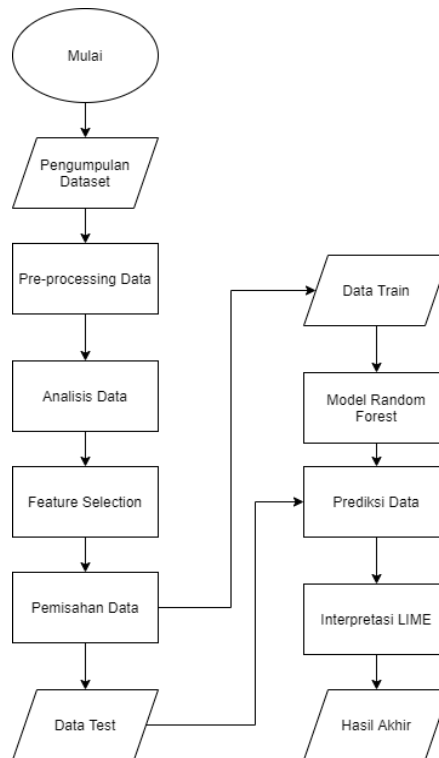 Mulai
Pengumpulan
Dataset
Pre-processing Data
Analisis Data
Feature Selection
Pemisahan Data
Data Test
Data Train
Model Random
Forest
Prediksi Data
Interpretasi LIME
Hasil Akhir